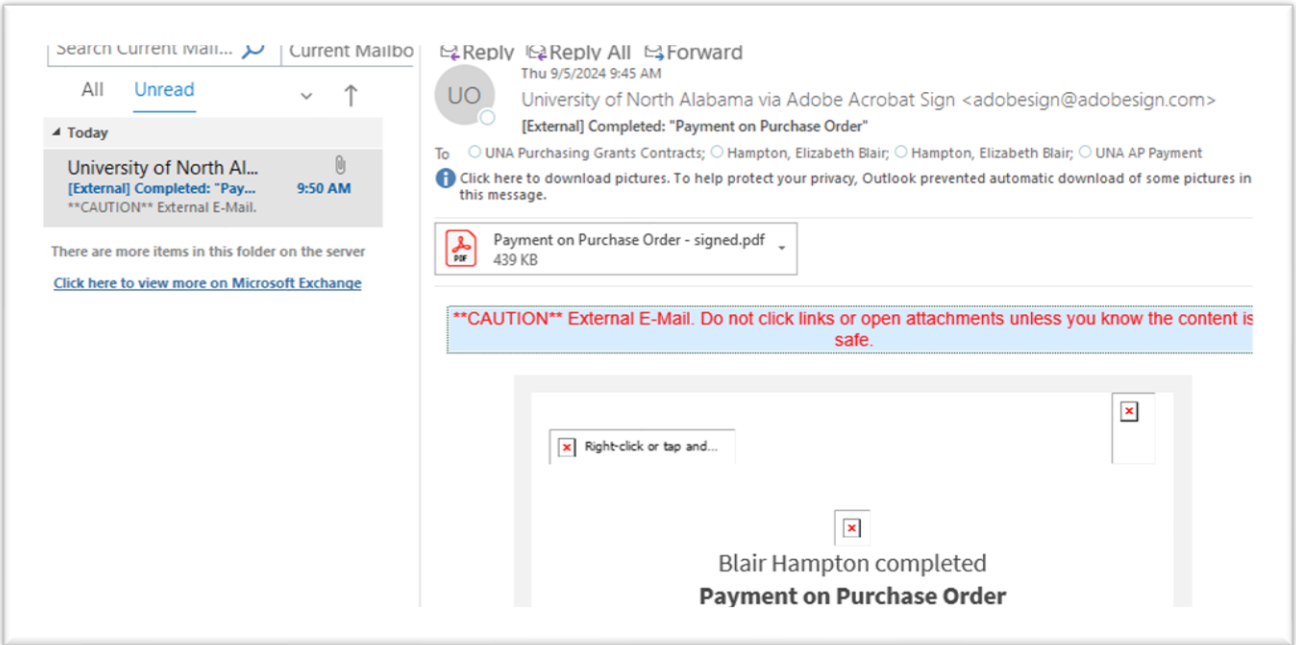 Search Current Mail...
Current Mailbo
All
Unread
Today
University of North Al...
[External] Completed: "Pay...
9:50 AM
**CAUTION** External E-Mail.
There are more items in this folder on the server
Click here to view more on Microsoft Exchange
Reply Reply All Forward
UO
Thu 9/5/2024 9:45 AM
University of North Alabama via Adobe Acrobat Sign <adobesign@adobesign.com>
[External] Completed: "Payment on Purchase Order"
To UNA Purchasing Grants Contracts; Hampton, Elizabeth Blair; Hampton, Elizabeth Blair; UNA AP Payment
Click here to download pictures. To help protect your privacy, Outlook prevented automatic download of some pictures in
this message.
PDF
Payment on Purchase Order - signed.pdf
439 KB
**CAUTION** External E-Mail. Do not click links or open attachments unless you know the content is
safe.
Right-click or tap and...
Blair Hampton completed
Payment on Purchase Order